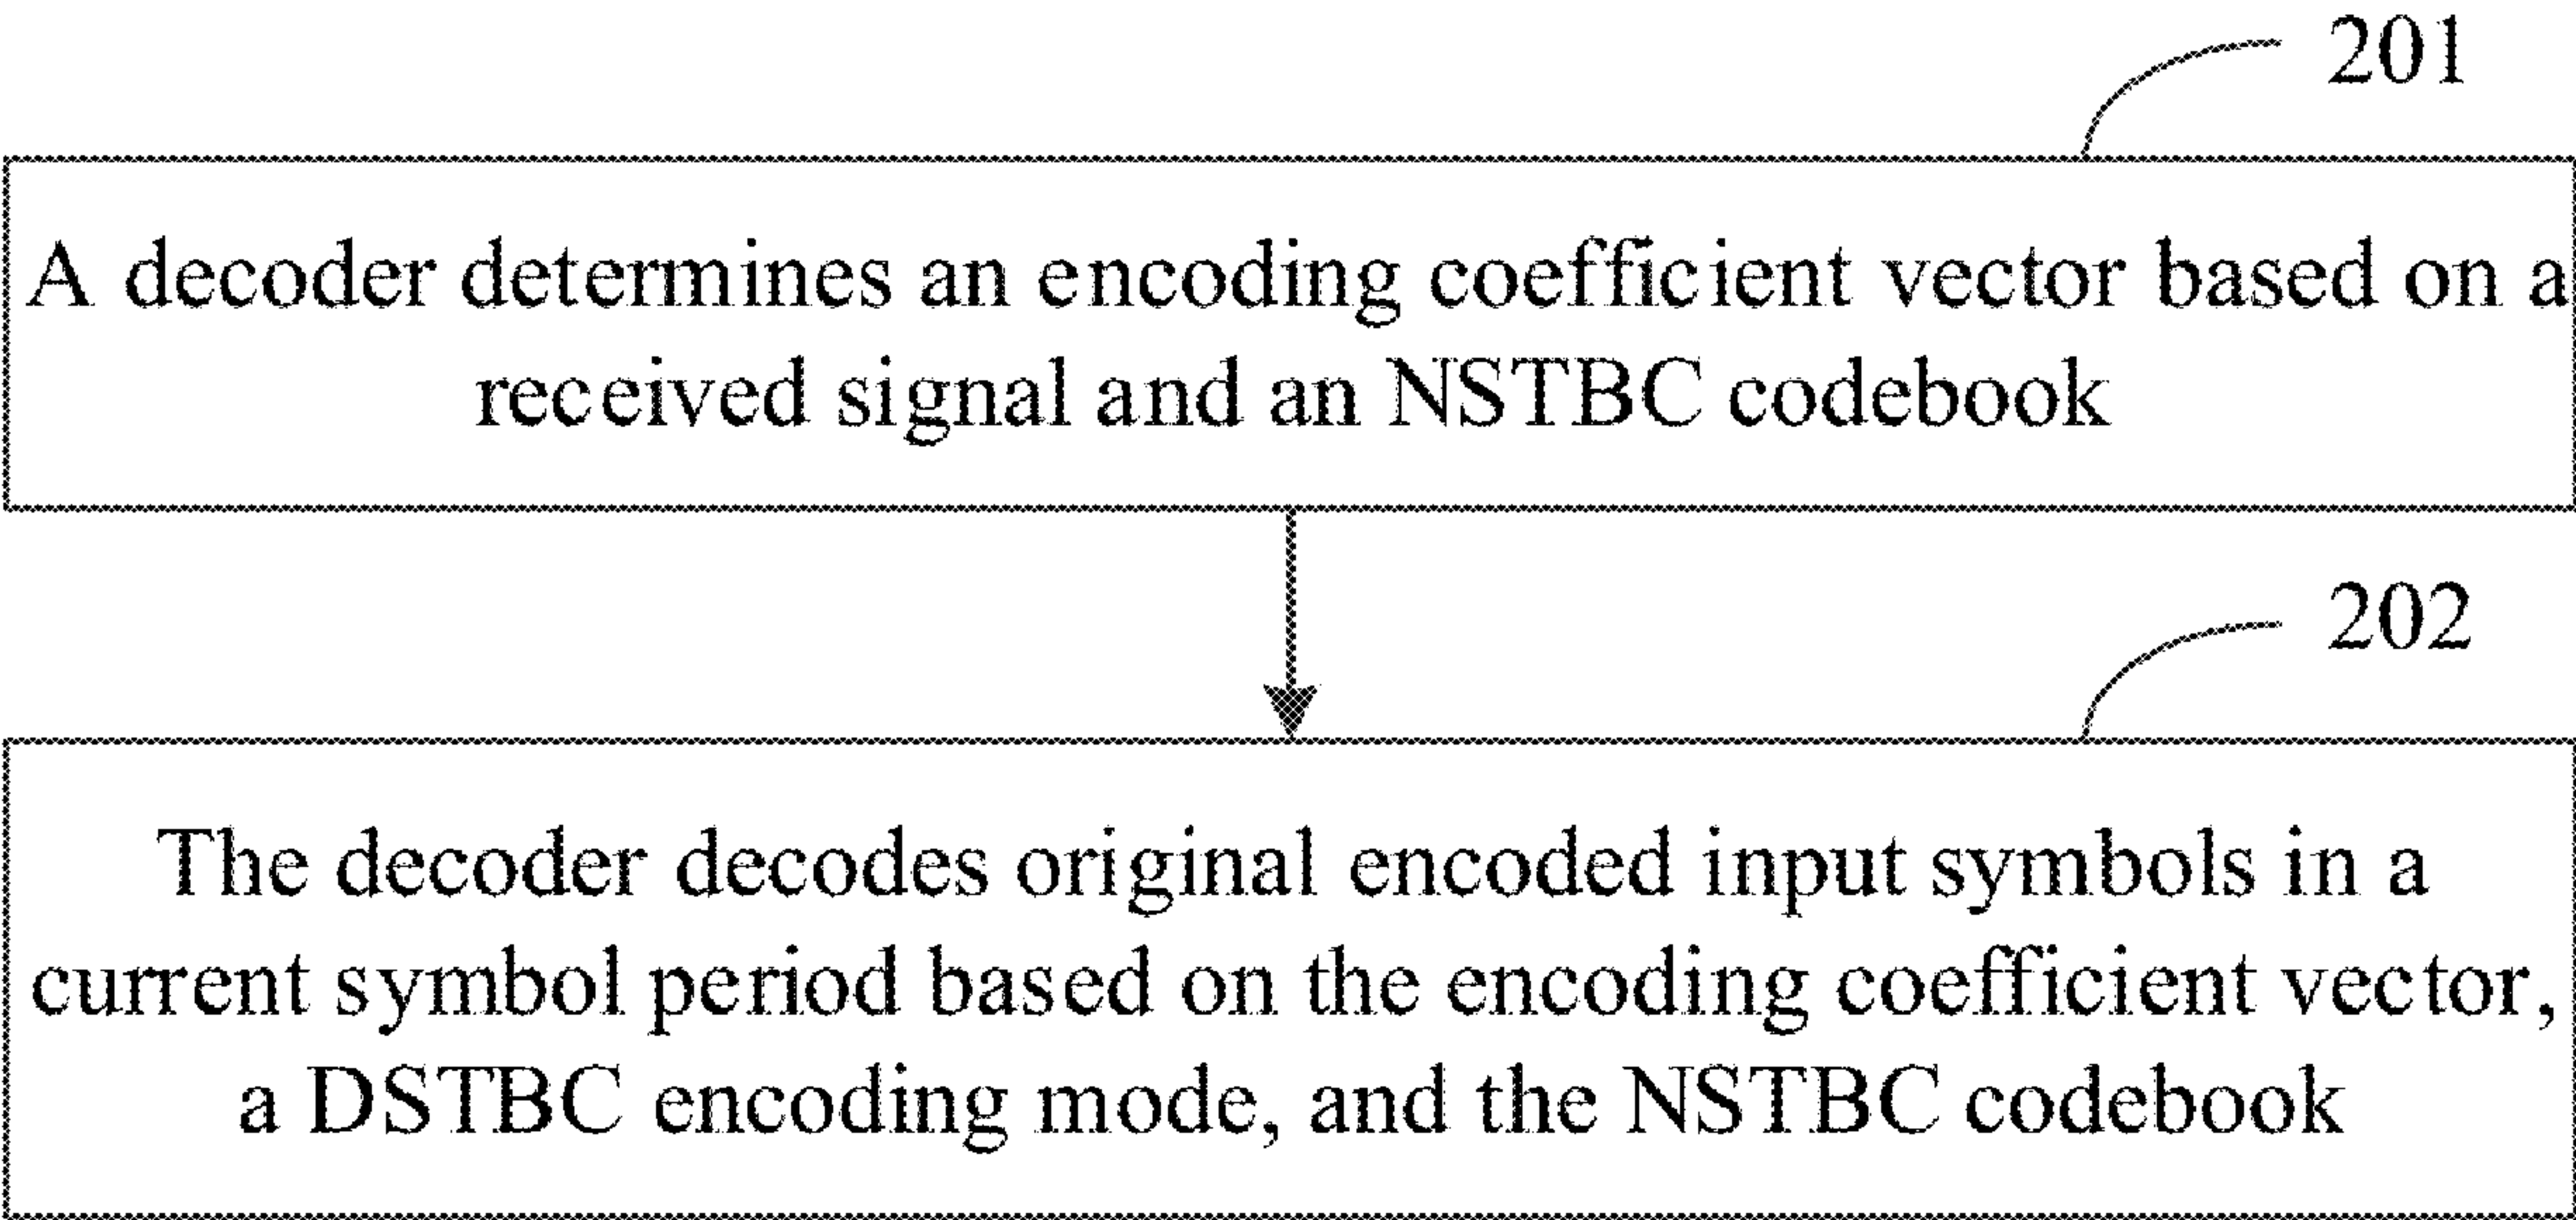 201
A decoder determines an encoding coefficient vector based on a
received signal and an NSTBC codebook
202
The decoder decodes original encoded input symbols in a
current symbol period based on the encoding coefficient vector,
a DSTBC encoding mode, and the NSTBC codebook